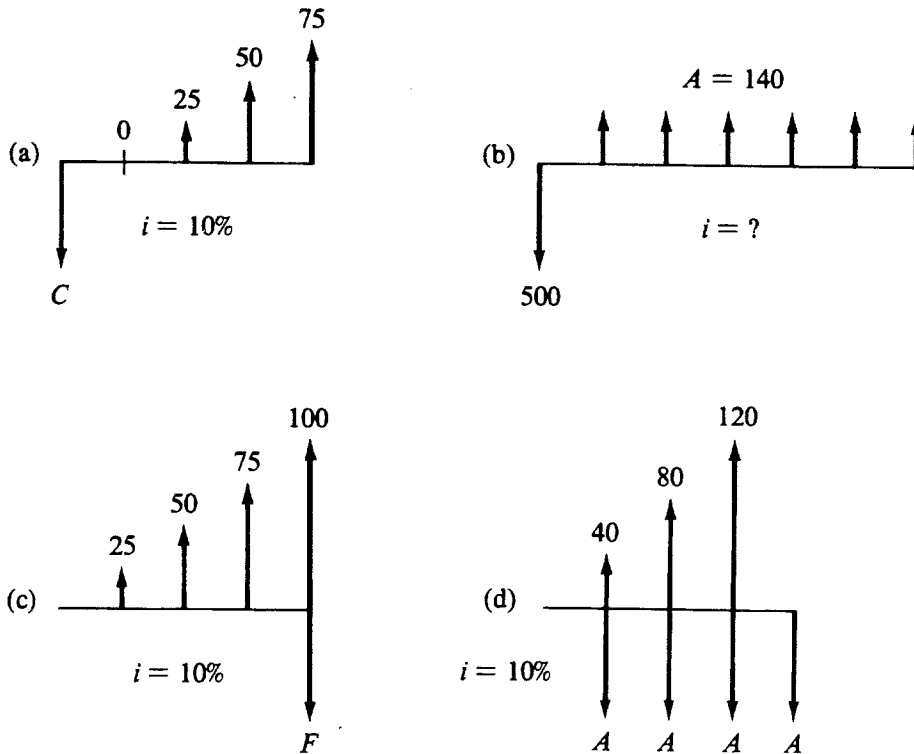 75
50
25
0
(a)
i = 10%
C
A = 140
(b)
i = ?
500
100
75
50
25
(c)
i = 10%
F
120
80
40
(d)
i = 10%
A A A A